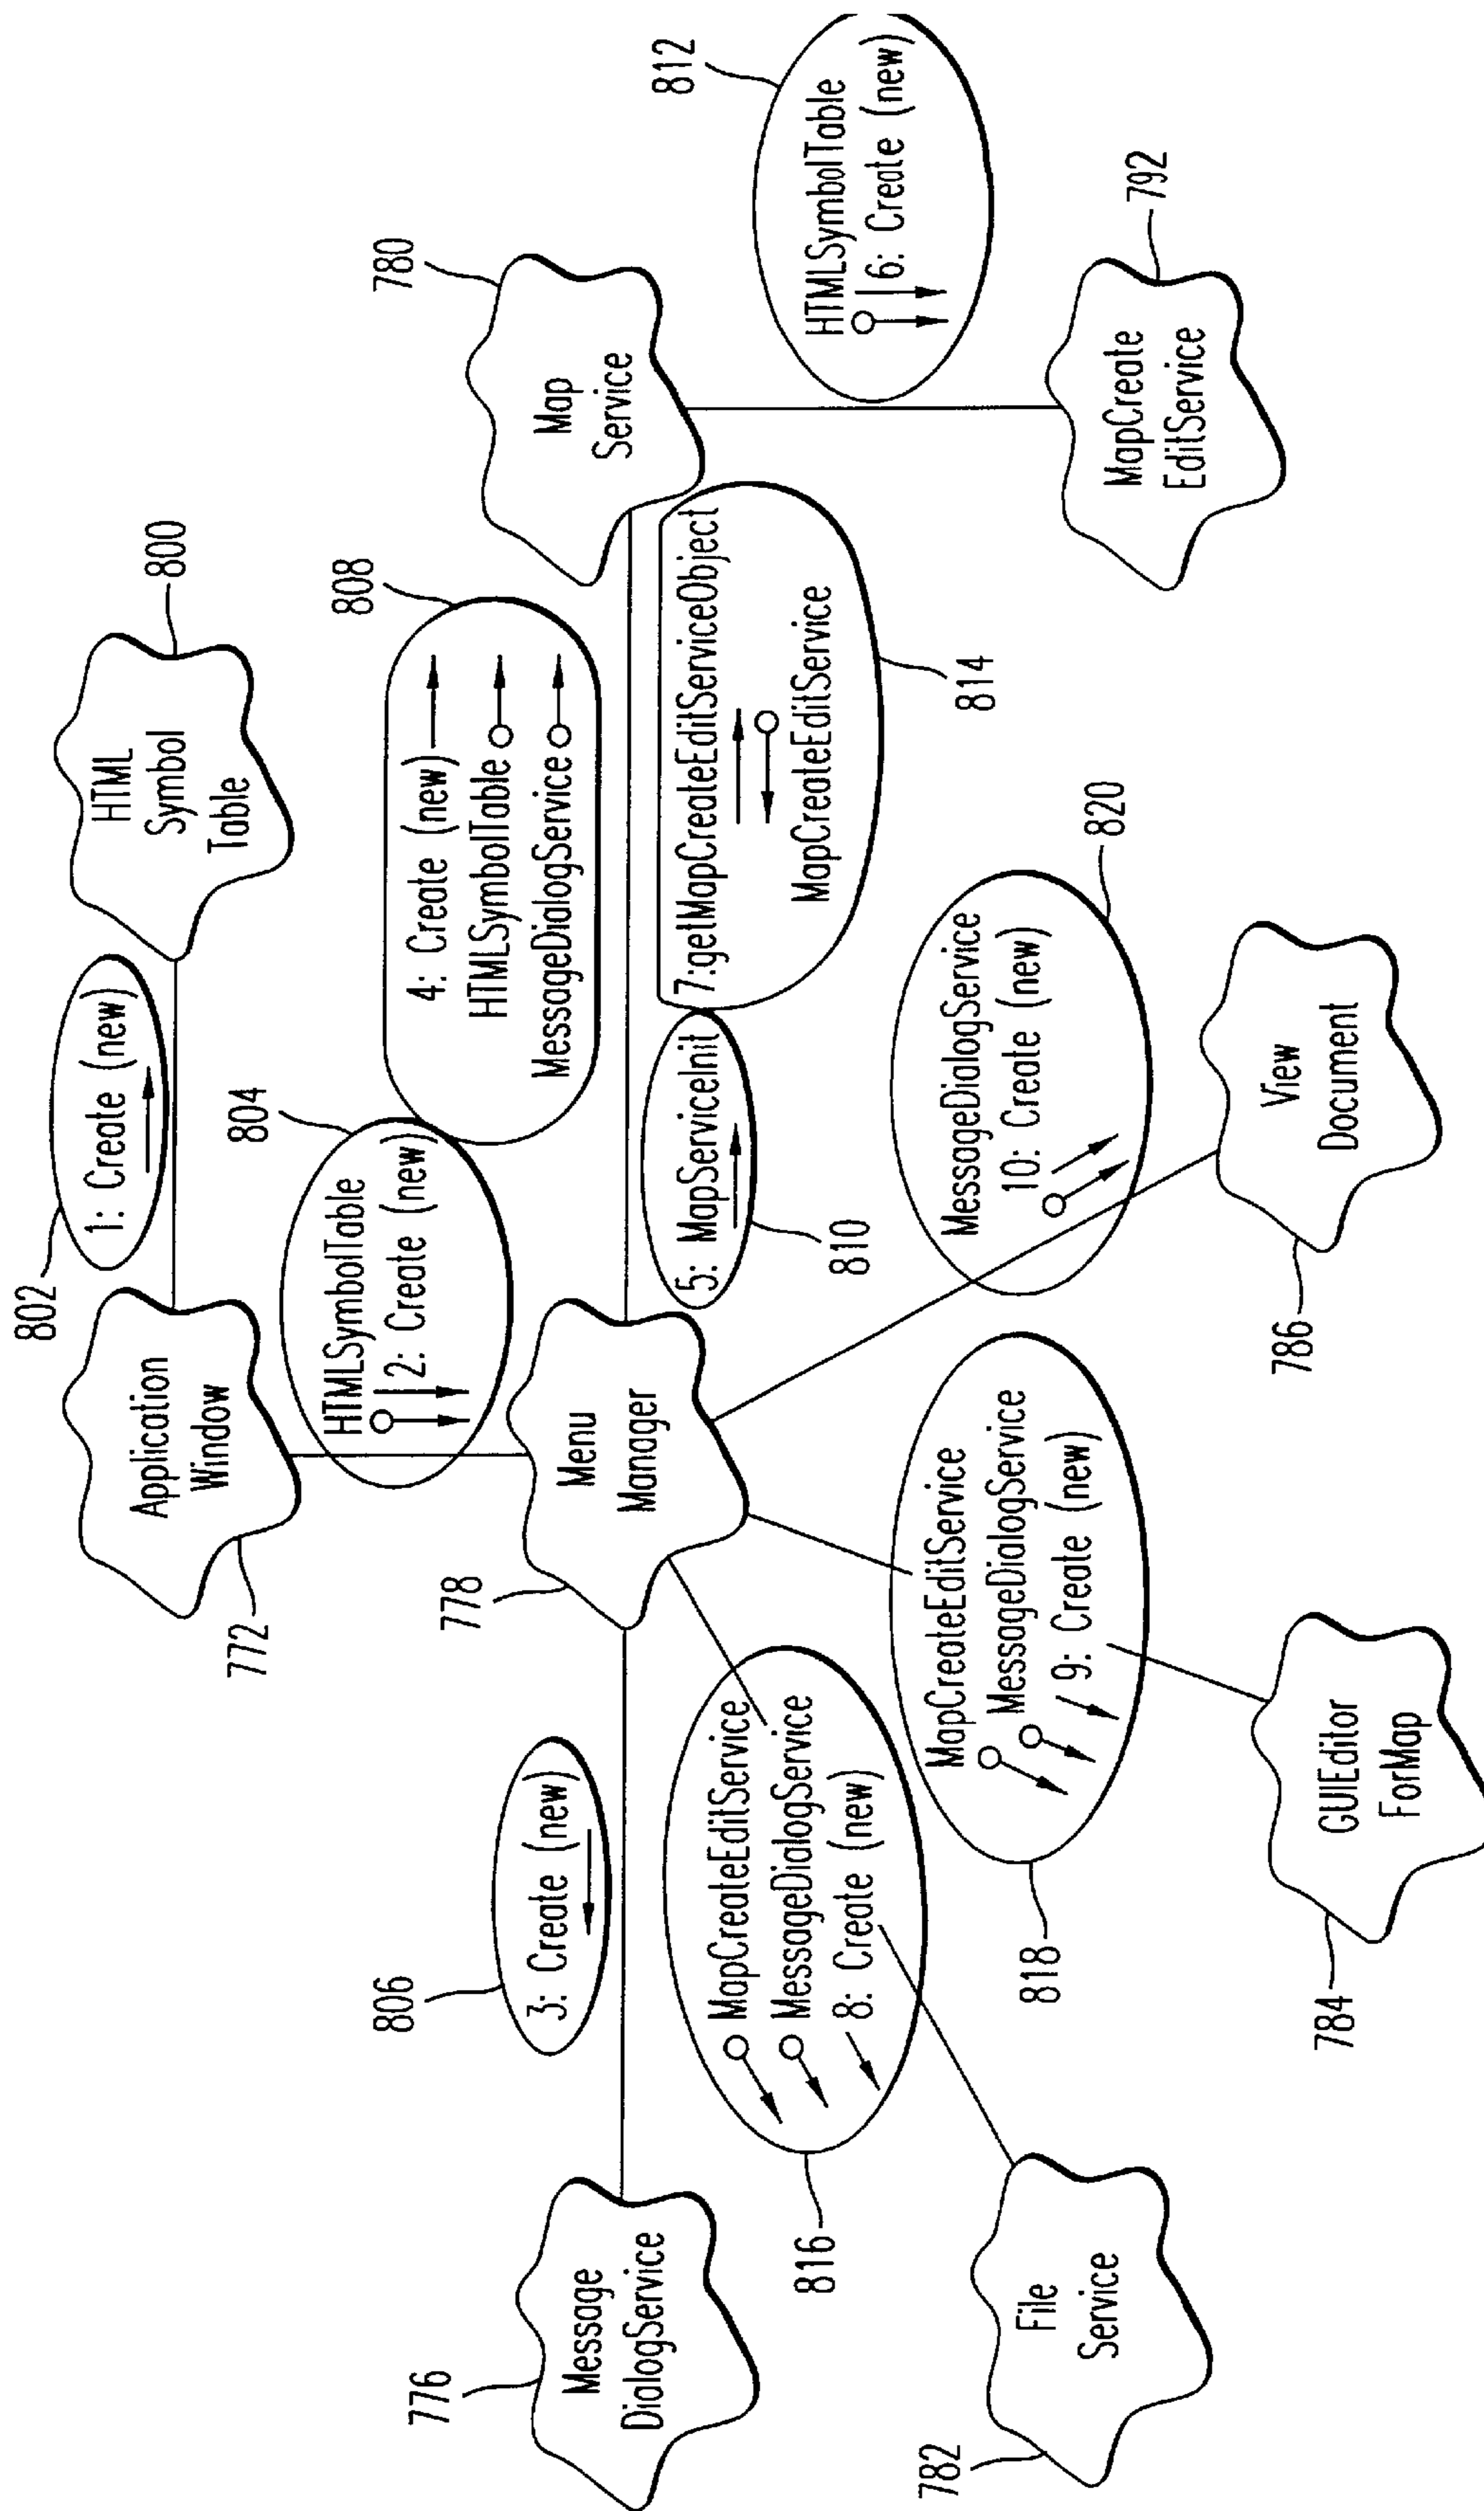 802
1: Create (new)
800
HTML
Symbol
Table
772
Application
Window
804
HTMLSymbolTable
2: Create (new)
808
4: Create (new)
HTMLSymbolTable
MessageDialogService
780
Map
Service
812
HTMLSymbolTable
6: Create (new)
806
3: Create (new)
778
Menu
Manager
5: MapServiceInit
810
7:getMapCreateEditServiceObject
MapCreateEditService
814
776
Message
DialogService
MapCreateEditService
MessageDialogService
8: Create (new)
816
MapCreateEditService
MessageDialogService
9: Create (new)
818
MessageDialogService
10: Create (new)
820
MapCreate
EditService
792
782
File
Service
784
GUIEditor
ForMap
786
View
Document